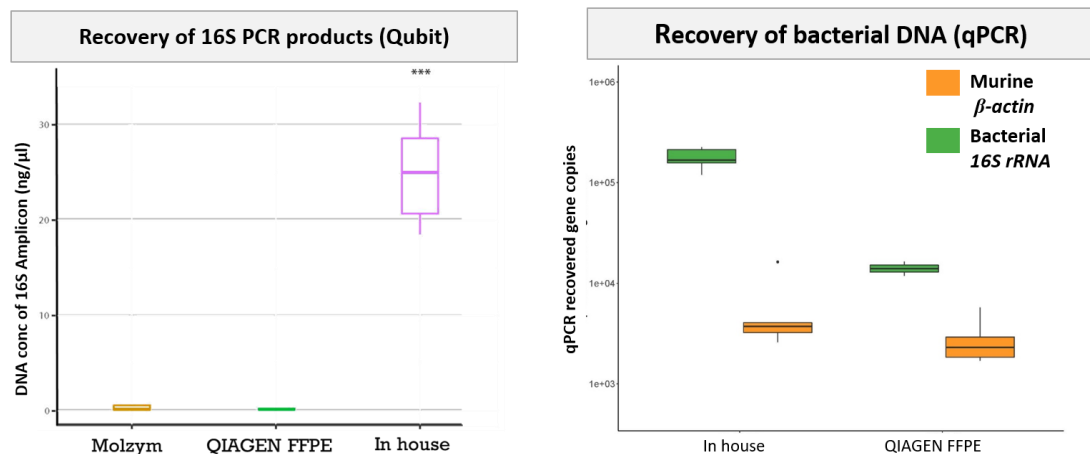 Recovery of 16S PCR products (Qubit)
***
DNA conc of 16S Amplicon (ng/µl)
30
20
10
0
Molzym
QIAGEN FFPE
In house
Recovery of bacterial DNA (qPCR)
Murine
β-actin
Bacterial
16S rRNA
qPCR recovered gene copies
1e+06
1e+05
1e+04
1e+03
In house
QIAGEN FFPE